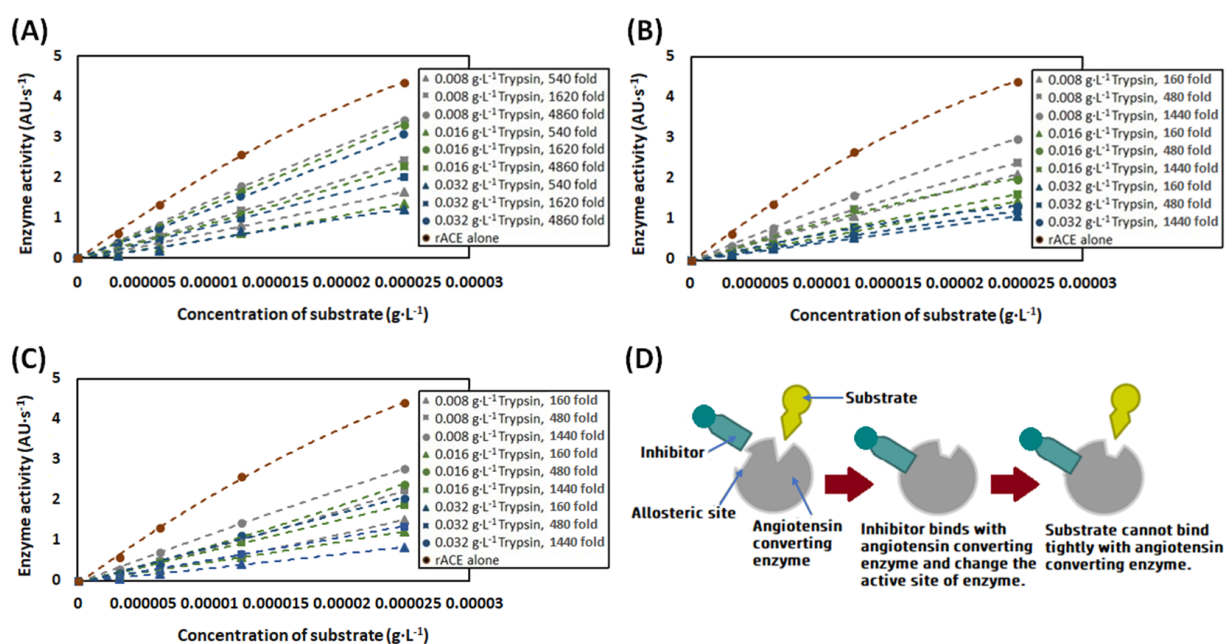 (A)
5
4
3
2
1
0
Enzyme activity (AU·s⁻¹)
0.008 g·L⁻¹ Trypsin, 540 fold
0.008 g·L⁻¹ Trypsin, 1620 fold
0.008 g·L⁻¹ Trypsin, 4860 fold
0.016 g·L⁻¹ Trypsin, 540 fold
0.016 g·L⁻¹ Trypsin, 1620 fold
0.016 g·L⁻¹ Trypsin, 4860 fold
0.032 g·L⁻¹ Trypsin, 540 fold
0.032 g·L⁻¹ Trypsin, 1620 fold
0.032 g·L⁻¹ Trypsin, 4860 fold
rACE alone
0 0.000005 0.00001 0.000015 0.00002 0.000025 0.00003
Concentration of substrate (g·L⁻¹)
(B)
5
4
3
2
1
0
Enzyme activity (AU·s⁻¹)
0.008 g·L⁻¹ Trypsin, 160 fold
0.008 g·L⁻¹ Trypsin, 480 fold
0.008 g·L⁻¹ Trypsin, 1440 fold
0.016 g·L⁻¹ Trypsin, 160 fold
0.016 g·L⁻¹ Trypsin, 480 fold
0.016 g·L⁻¹ Trypsin, 1440 fold
0.032 g·L⁻¹ Trypsin, 160 fold
0.032 g·L⁻¹ Trypsin, 480 fold
0.032 g·L⁻¹ Trypsin, 1440 fold
rACE alone
0 0.000005 0.00001 0.000015 0.00002 0.000025 0.00003
Concentration of substrate (g·L⁻¹)
(C)
5
4
3
2
1
0
Enzyme activity (AU·s⁻¹)
0.008 g·L⁻¹ Trypsin, 160 fold
0.008 g·L⁻¹ Trypsin, 480 fold
0.008 g·L⁻¹ Trypsin, 1440 fold
0.016 g·L⁻¹ Trypsin, 160 fold
0.016 g·L⁻¹ Trypsin, 480 fold
0.016 g·L⁻¹ Trypsin, 1440 fold
0.032 g·L⁻¹ Trypsin, 160 fold
0.032 g·L⁻¹ Trypsin, 480 fold
0.032 g·L⁻¹ Trypsin, 1440 fold
rACE alone
0 0.000005 0.00001 0.000015 0.00002 0.000025 0.00003
Concentration of substrate (g·L⁻¹)
(D)
Substrate
Inhibitor
Allosteric site
Angiotensin
converting
enzyme
Inhibitor binds with
angiotensin converting
enzyme and change the
active site of enzyme.
Substrate cannot bind
tightly with angiotensin
converting enzyme.